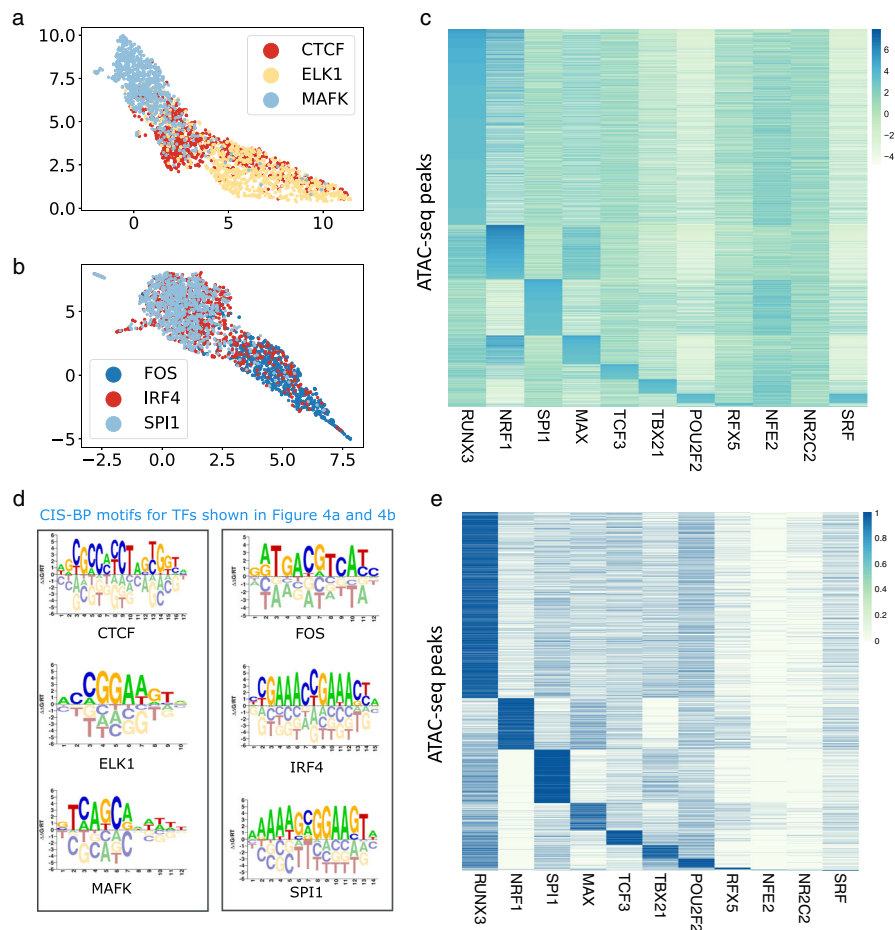 a
10.0
7.5
5.0
2.5
0.0
0
5
10
CTCF
ELK1
MAFK
b
5
0
−5
−2.5
0.0
2.5
5.0
7.5
FOS
IRF4
SPI1
c
ATAC-seq peaks
6
4
2
0
−2
−4
RUNX3
NRF1
SPI1
MAX
TCF3
TBX21
POU2F2
RFX5
NFE2
NR2C2
SRF
d
CIS-BP motifs for TFs shown in Figure 4a and 4b
CTCF
ELK1
MAFK
FOS
IRF4
SPI1
e
ATAC-seq peaks
1
0.8
0.6
0.4
0.2
0
RUNX3
NRF1
SPI1
MAX
TCF3
TBX21
POU2F2
RFX5
NFE2
NR2C2
SRF